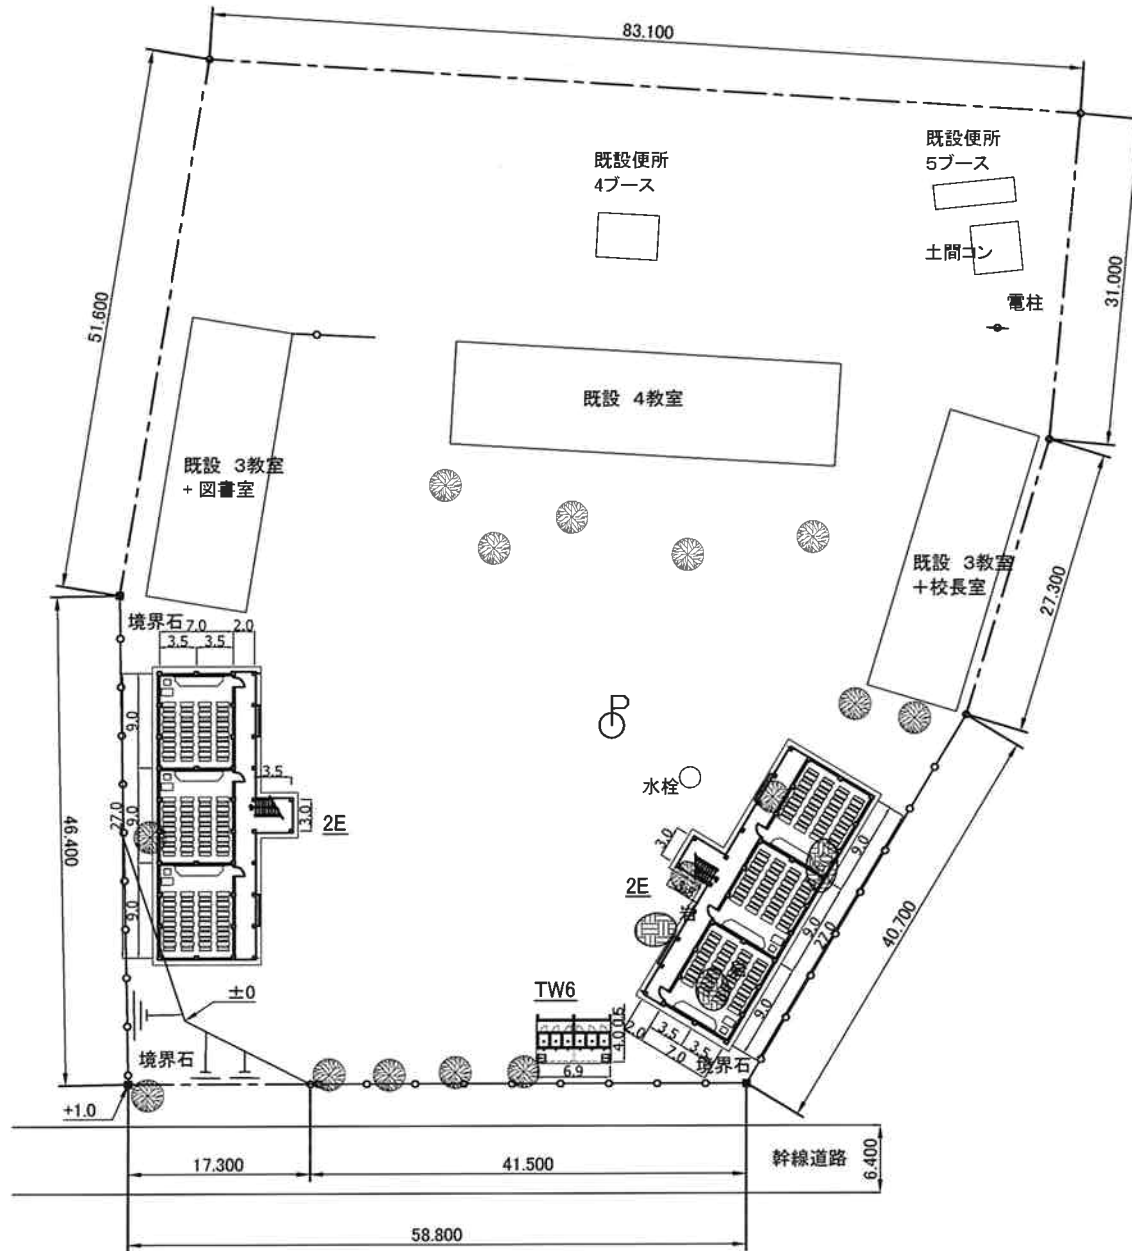 83.100
既設便所
4ブース
既設便所
5ブース
土間コン
電柱
31.000
51.600
既設 4教室
既設 3教室
+ 図書室
既設 3教室
+校長室
27.300
境界石
7.0
2.0
3.5
3.5
9.0
9.0
9.0
27.0
46.400
3.5
3.0
2E
P
水栓
3.0
2E
岩
9.0
9.0
27.0
9.0
40.700
2.0
3.5
3.5
7.0
±0
TW6
0.5
4.0
6.9
境界石
境界石
+1.0
17.300
41.500
幹線道路
6.400
58.800